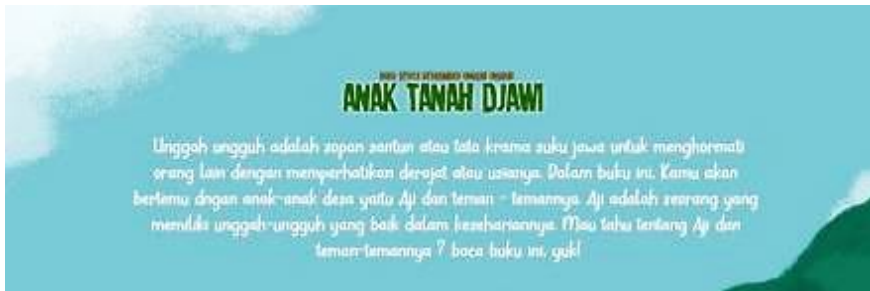 ANAK TANAH DJAWI
Unggah ungguh adalah sopan santun atau tata krama suku jawa untuk menghormati
orang lain dengan memperhatikan derajat atau usianya. Dalam buku ini, Kamu akan
bertemu dngan anak-anak desa yaitu Aji dan teman - temannya. Aji adalah seorang yang
memiliki unggah-ungguh yang baik dalam kesehariannya. Mau tahu tentang Aji dan
teman-temannya ? baca buku ini, yuk!